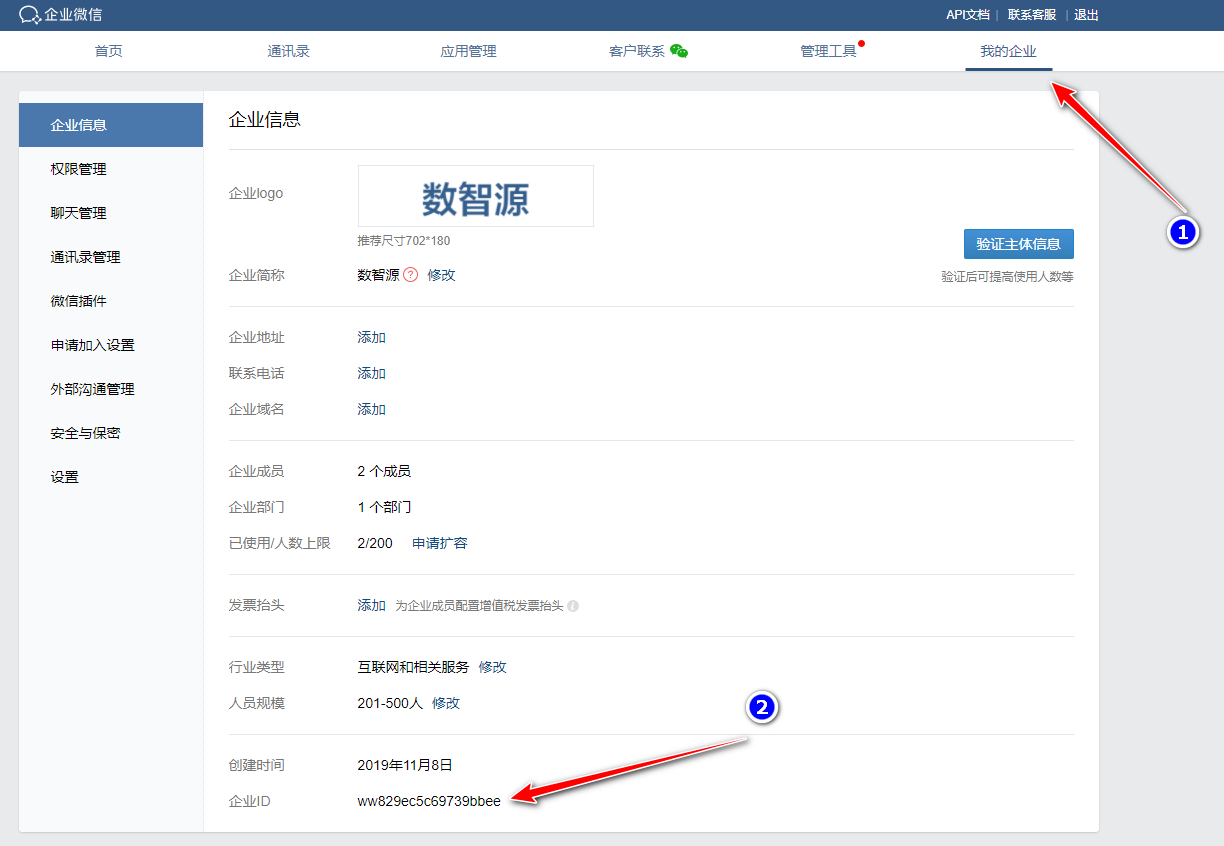 企业微信
API文档 | 联系客服 | 退出
首页 通讯录 应用管理 客户联系 管理工具 我的企业
企业信息
权限管理
聊天管理
通讯录管理
微信插件
申请加入设置
外部沟通管理
安全与保密
设置
企业信息
企业logo 数智源
推荐尺寸702*180
1
验证主体信息
验证后可提高使用人数等
企业简称 数智源 ? 修改
企业地址 添加
联系电话 添加
企业域名 添加
企业成员 2 个成员
企业部门 1 个部门
已使用/人数上限 2/200 申请扩容
发票抬头 添加 为企业成员配置增值税发票抬头 i
行业类型 互联网和相关服务 修改
人员规模 201-500人 修改
2
创建时间 2019年11月8日
企业ID ww829ec5c69739bbee